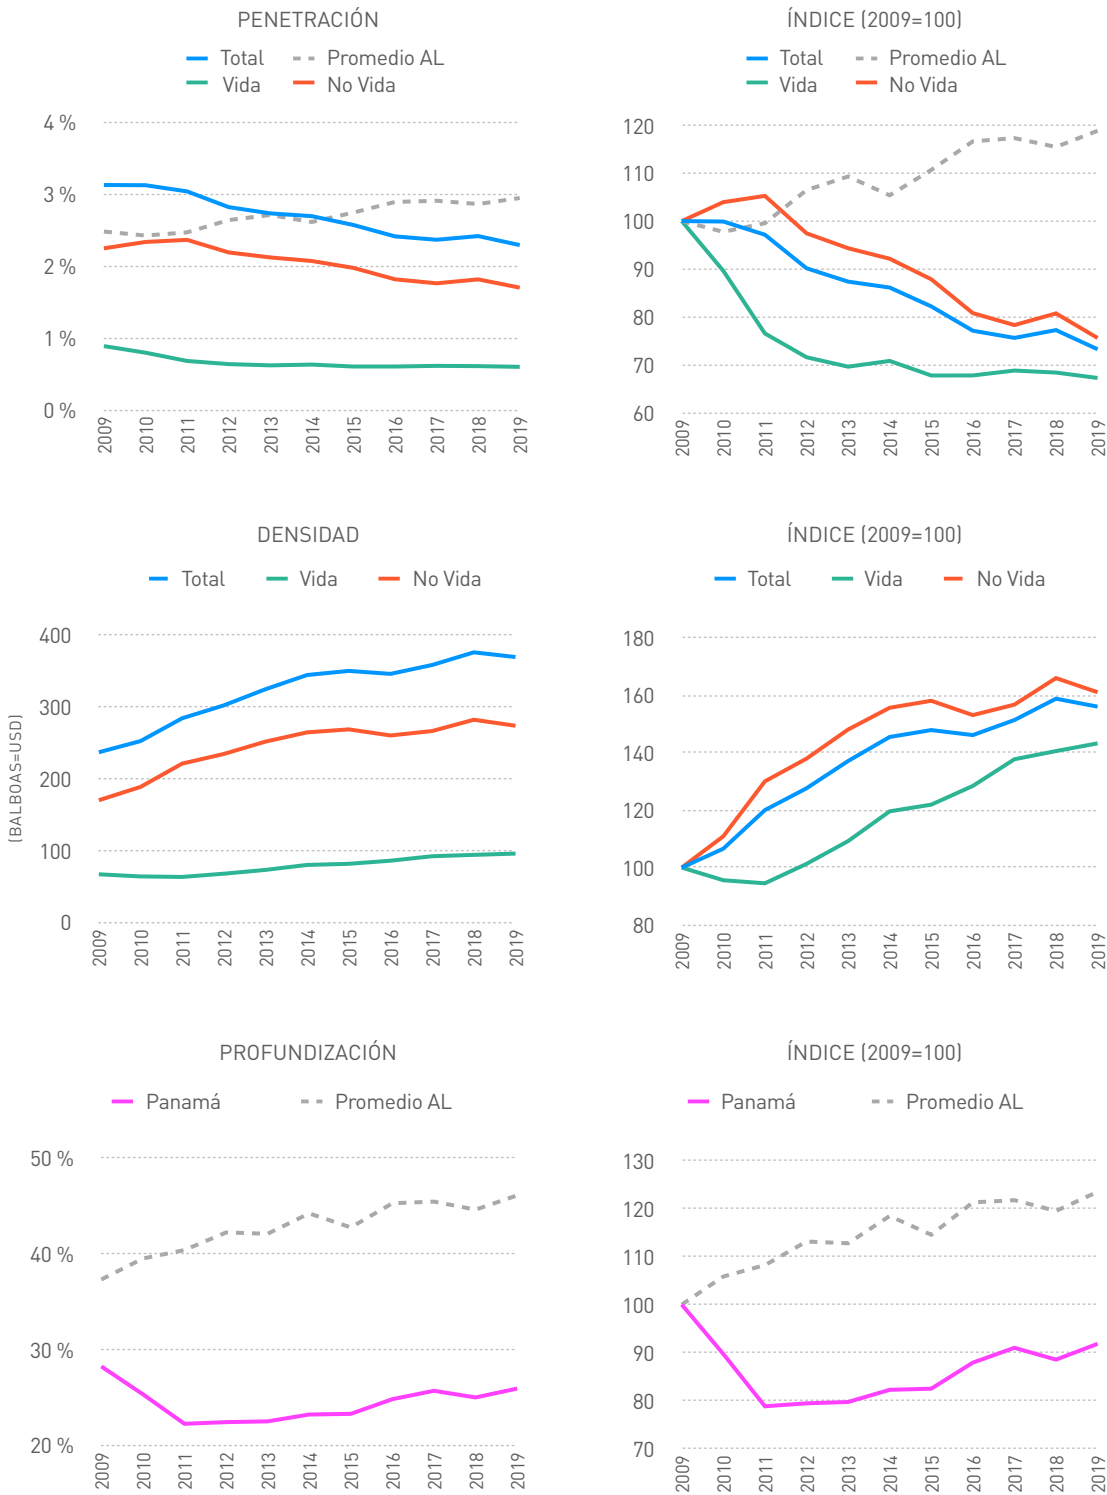 PENETRACIÓN
Total Promedio AL
Vida No Vida
4 %
3 %
2 %
1 %
0 %
2009 2010 2011 2012 2013 2014 2015 2016 2017 2018 2019
ÍNDICE (2009=100)
Total Promedio AL
Vida No Vida
120
110
100
90
80
70
60
2009 2010 2011 2012 2013 2014 2015 2016 2017 2018 2019
DENSIDAD
Total Vida No Vida
(BALBOAS=USD)
400
300
200
100
0
2009 2010 2011 2012 2013 2014 2015 2016 2017 2018 2019
ÍNDICE (2009=100)
Total Vida No Vida
180
160
140
120
100
80
2009 2010 2011 2012 2013 2014 2015 2016 2017 2018 2019
PROFUNDIZACIÓN
Panamá Promedio AL
50 %
40 %
30 %
20 %
2009 2010 2011 2012 2013 2014 2015 2016 2017 2018 2019
ÍNDICE (2009=100)
Panamá Promedio AL
130
120
110
100
90
80
70
2009 2010 2011 2012 2013 2014 2015 2016 2017 2018 2019